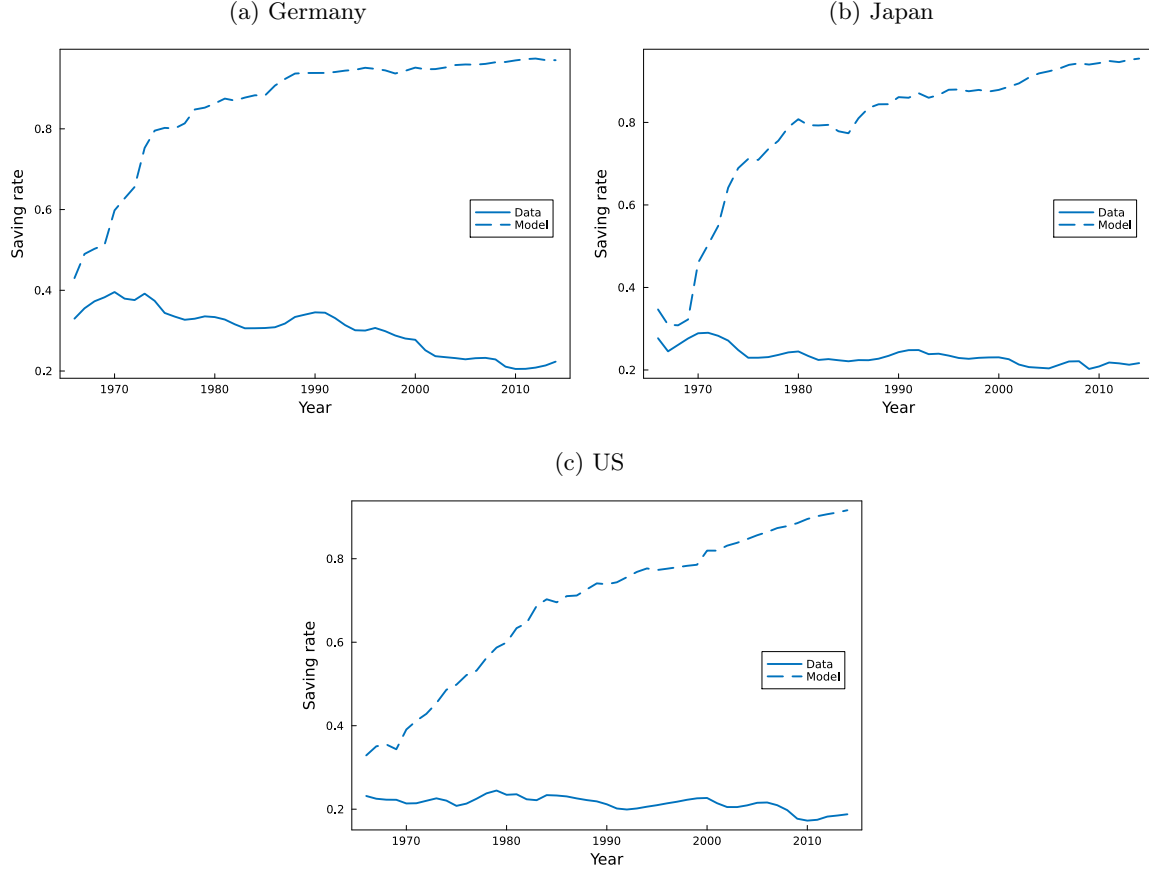 (a) Germany
Saving rate
0.8
0.6
0.4
0.2
1970 1980 1990 2000 2010
Year
Data
Model
(b) Japan
Saving rate
0.8
0.6
0.4
0.2
1970 1980 1990 2000 2010
Year
Data
Model
(c) US
Saving rate
0.8
0.6
0.4
0.2
1970 1980 1990 2000 2010
Year
Data
Model